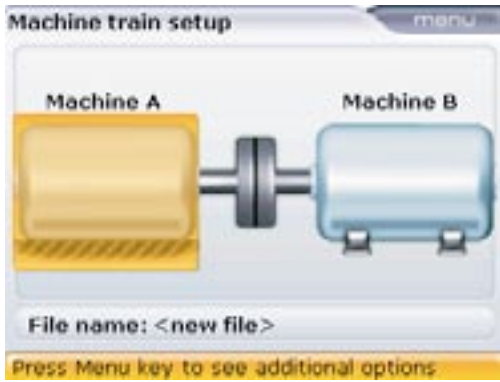 Machine train setup
menu
Machine A
Machine B
File name: <new file>
Press Menu key to see additional options